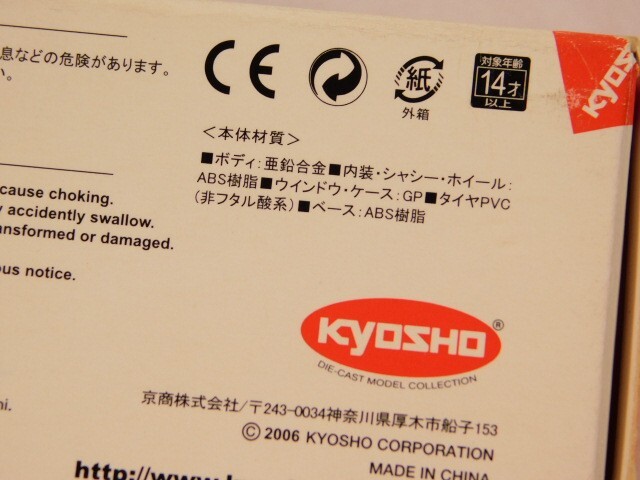 息などの危険があります。
い。
CE
紙
外箱
対象年齢
14才
以上
KYOSHO
＜本体材質＞
■ボディ：亜鉛合金■内装・シャシー・ホイール：
ABS樹脂■ウインドウ・ケース：GP■タイヤPVC
（非フタル酸系）■ベース：ABS樹脂
cause choking.
accidently swallow.
ansformed or damaged.
us notice.
KYOSHO®
DIE-CAST MODEL COLLECTION
京商株式会社/〒243-0034神奈川県厚木市船子153
© 2006 KYOSHO CORPORATION
MADE IN CHINA
http://www.